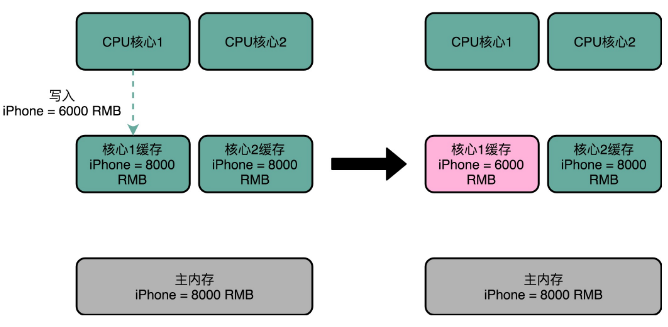 CPU核心1
CPU核心2
写入
iPhone = 6000 RMB
核心1缓存
iPhone = 8000
RMB
核心2缓存
iPhone = 8000
RMB
主内存
iPhone = 8000 RMB
CPU核心1
CPU核心2
核心1缓存
iPhone = 6000
RMB
核心2缓存
iPhone = 8000
RMB
主内存
iPhone = 8000 RMB